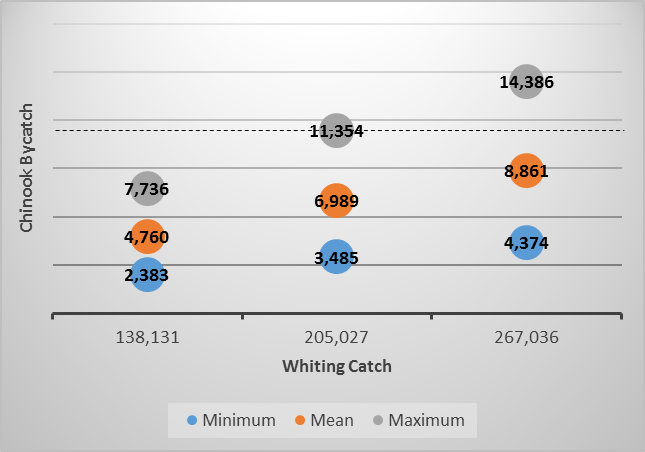 14,386
11,354
8,861
7,736
6,989
4,760
4,374
3,485
2,383
Chinook Bycatch
138,131 205,027 267,036
Whiting Catch
Minimum Mean Maximum